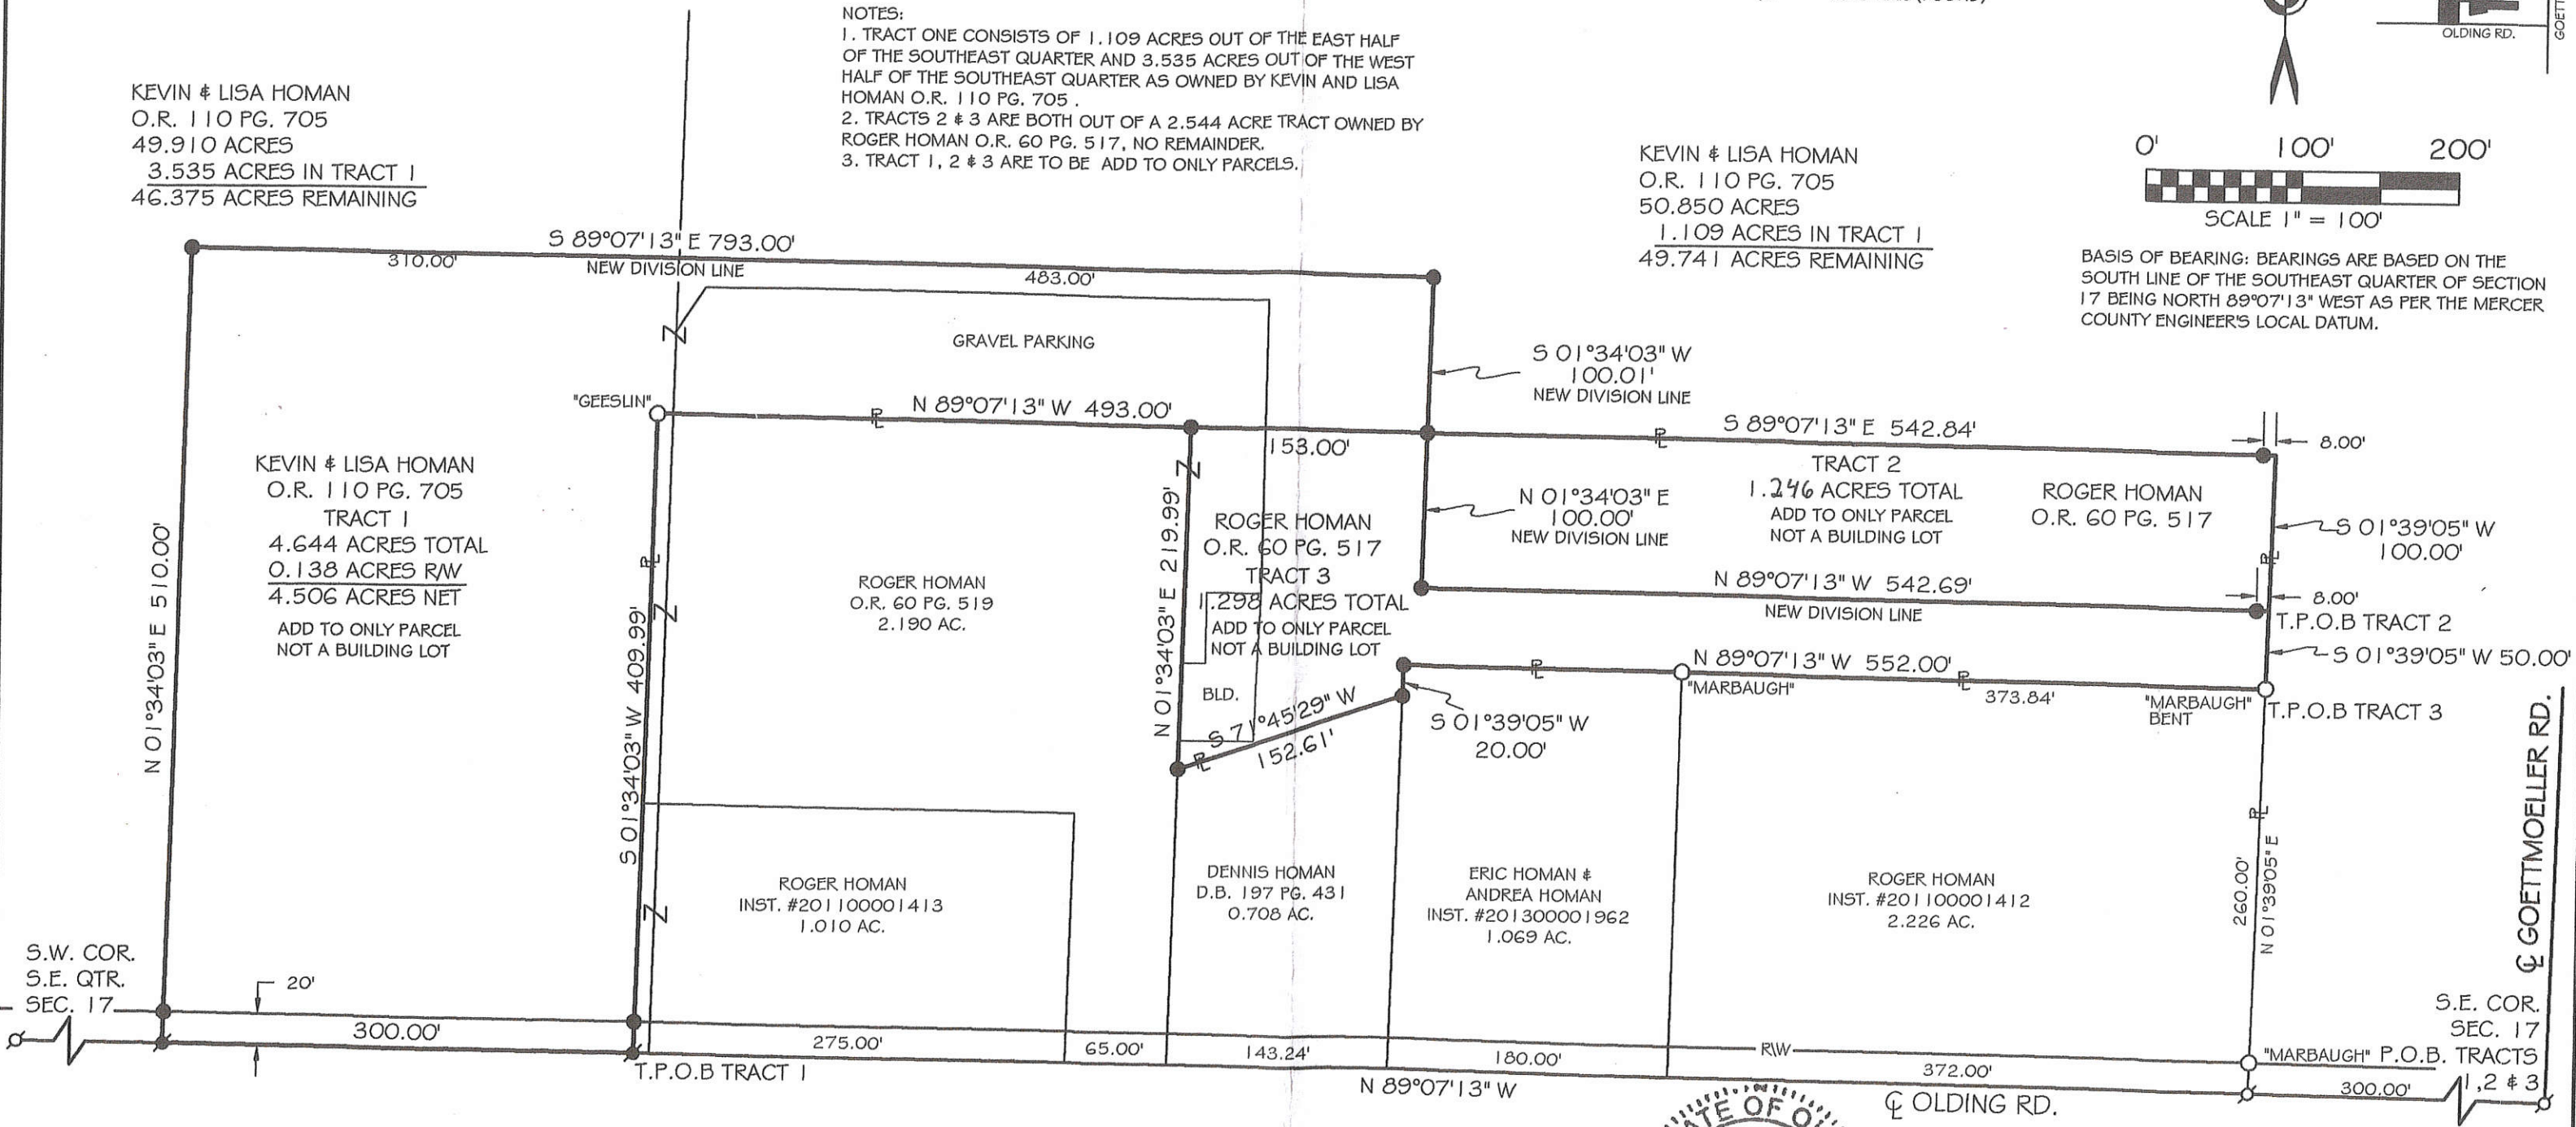 NOTES:
1. TRACT ONE CONSISTS OF 1.109 ACRES OUT OF THE EAST HALF
OF THE SOUTHEAST QUARTER AND 3.535 ACRES OUT OF THE WEST
HALF OF THE SOUTHEAST QUARTER AS OWNED BY KEVIN AND LISA
HOMAN O.R. 110 PG. 705 .
2. TRACTS 2 & 3 ARE BOTH OUT OF A 2.544 ACRE TRACT OWNED BY
ROGER HOMAN O.R. 60 PG. 517, NO REMAINDER.
3. TRACT 1, 2 & 3 ARE TO BE ADD TO ONLY PARCELS.
OLDING RD.
KEVIN & LISA HOMAN
O.R. 110 PG. 705
49.910 ACRES
3.535 ACRES IN TRACT 1
46.375 ACRES REMAINING
KEVIN & LISA HOMAN
O.R. 110 PG. 705
50.850 ACRES
1.109 ACRES IN TRACT 1
49.741 ACRES REMAINING
0' 100' 200'
SCALE 1" = 100'
BASIS OF BEARING: BEARINGS ARE BASED ON THE
SOUTH LINE OF THE SOUTHEAST QUARTER OF SECTION
17 BEING NORTH 89°07'13" WEST AS PER THE MERCER
COUNTY ENGINEER'S LOCAL DATUM.
S 89°07'13" E 793.00'
310.00'
NEW DIVISION LINE
483.00'
GRAVEL PARKING
S 01°34'03" W
100.01'
NEW DIVISION LINE
"GEESLIN"
N 89°07'13" W 493.00'
153.00'
S 89°07'13" E 542.84'
8.00'
KEVIN & LISA HOMAN
O.R. 110 PG. 705
TRACT 1
4.644 ACRES TOTAL
0.138 ACRES R/W
4.506 ACRES NET
ADD TO ONLY PARCEL
NOT A BUILDING LOT
N 01°34'03" E 510.00'
S 01°34'03" W 409.99'
ROGER HOMAN
O.R. 60 PG. 519
2.190 AC.
N 01°34'03" E 219.99'
ROGER HOMAN
O.R. 60 PG. 517
TRACT 3
1.298 ACRES TOTAL
ADD TO ONLY PARCEL
NOT A BUILDING LOT
BLD.
N 01°34'03" E
100.00'
NEW DIVISION LINE
TRACT 2
1.246 ACRES TOTAL
ADD TO ONLY PARCEL
NOT A BUILDING LOT
ROGER HOMAN
O.R. 60 PG. 517
S 01°39'05" W
100.00'
N 89°07'13" W 542.69'
NEW DIVISION LINE
8.00'
T.P.O.B TRACT 2
S 01°39'05" W 50.00'
N 89°07'13" W 552.00'
"MARBAUGH"
373.84'
"MARBAUGH"
BENT
T.P.O.B TRACT 3
S 71°45'29" W
152.61'
S 01°39'05" W
20.00'
ROGER HOMAN
INST. #201100001413
1.010 AC.
DENNIS HOMAN
D.B. 197 PG. 431
0.708 AC.
ERIC HOMAN &
ANDREA HOMAN
INST. #201300001962
1.069 AC.
ROGER HOMAN
INST. #201100001412
2.226 AC.
260.00'
N 01°39'05" E
℄ GOETTMOELLER RD.
S.W. COR.
S.E. QTR.
SEC. 17
20'
300.00'
275.00'
65.00'
143.24'
180.00'
R\W
372.00'
T.P.O.B TRACT 1
N 89°07'13" W
℄ OLDING RD.
S.E. COR.
SEC. 17
"MARBAUGH" P.O.B. TRACTS
1,2 & 3
300.00'